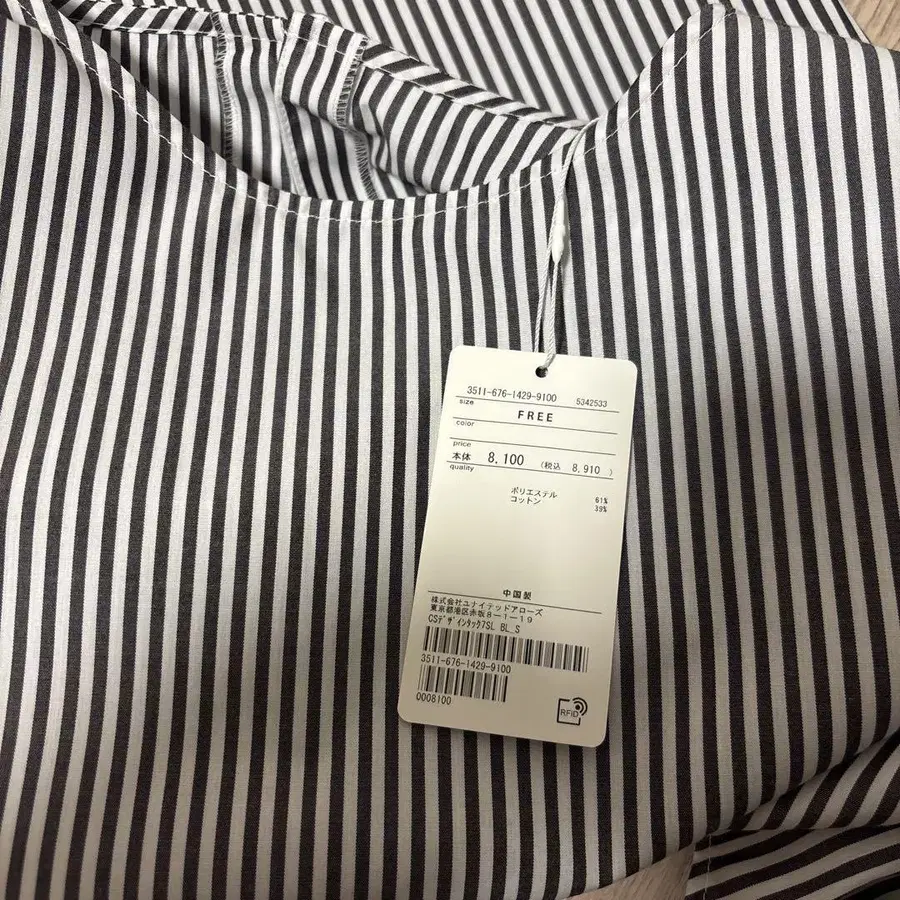 3511-676-1429-9100 5342533
size FREE
color
price
本体 8,100 (税込 8,910 )
quality
ポリエステル 61%
コットン 39%
中国製
株式会社ユナイテッドアローズ
東京都港区赤坂8-1-19
CSデザインタック7SL BL_S
3511-676-1429-9100
0008100
RFID